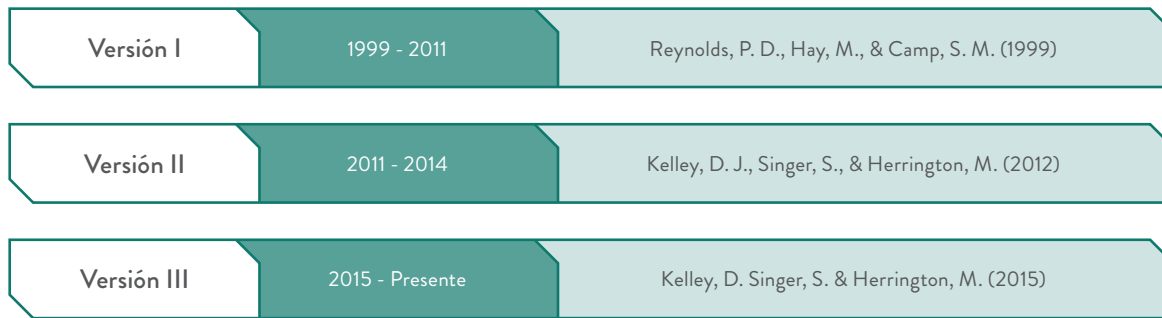 Versión I 1999 - 2011 Reynolds, P. D., Hay, M., & Camp, S. M. (1999)
Versión II 2011 - 2014 Kelley, D. J., Singer, S., & Herrington, M. (2012)
Versión III 2015 - Presente Kelley, D. Singer, S. & Herrington, M. (2015)